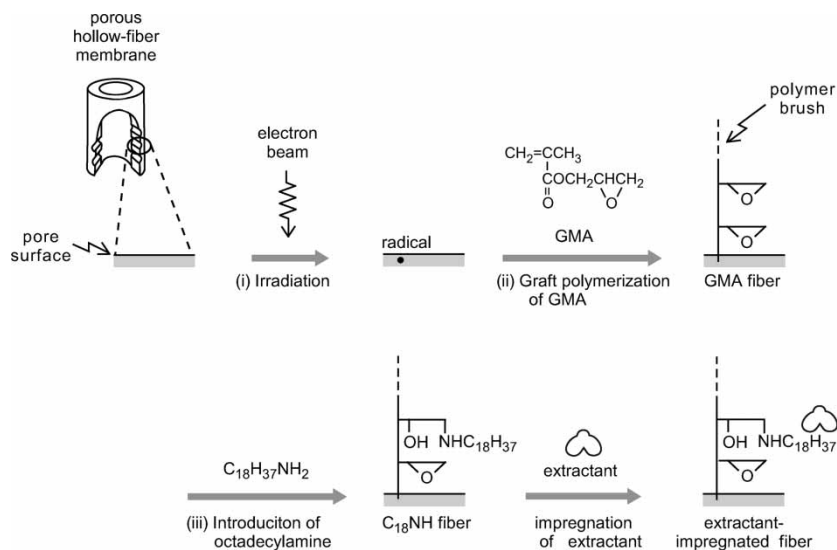 porous
hollow-fiber
membrane
pore
surface
electron
beam
(i) Irradiation
radical
CH2=CCH3
COCH2CHCH2
O
O
GMA
(ii) Graft polymerization
of GMA
polymer
brush
O
O
GMA fiber
C18H37NH2
(iii) Introduciton of
octadecylamine
OH NHC18H37
O
C18NH fiber
extractant
impregnation
of extractant
OH NHC18H37
O
extractant-
impregnated fiber